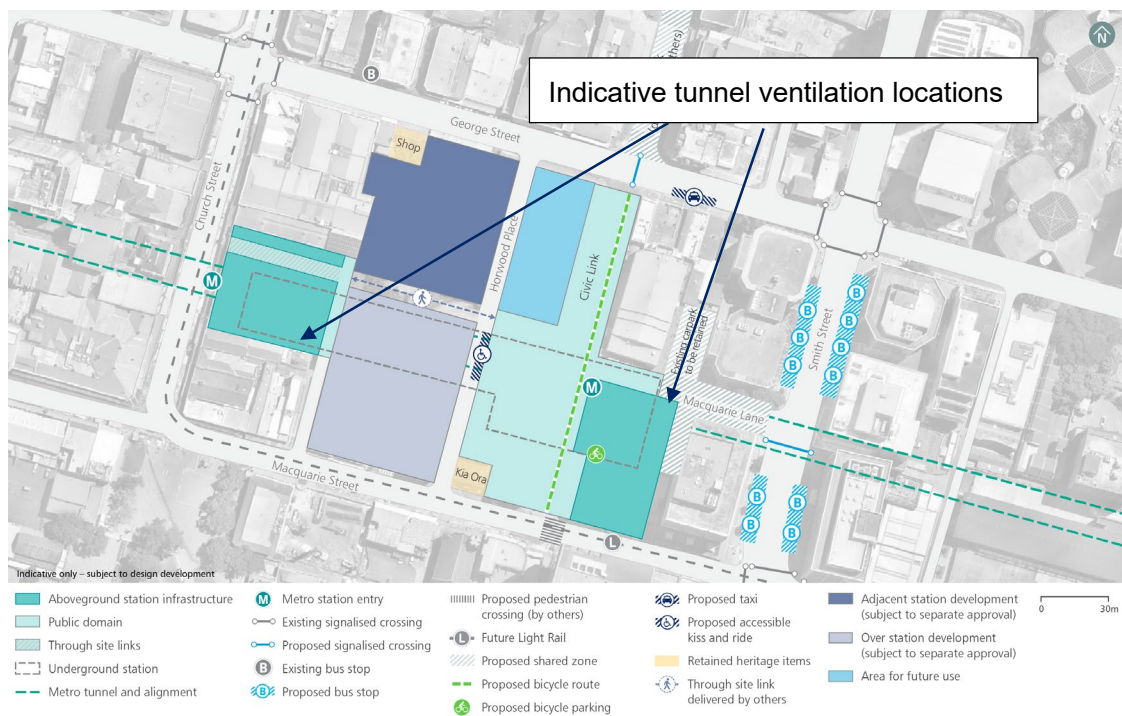 N
thers)
Indicative tunnel ventilation locations
B
George Street
Shop
Church Street
Horwood Place
Civic Link
M
Existing carpark
to be retained
Smith Street
B
B
B
B
B
B
M
Macquarie Lane
Macquarie Street
Kia Ora
B
B
B
B
L
Indicative only – subject to design development
Aboveground station infrastructure
Public domain
Through site links
Underground station
Metro tunnel and alignment
M Metro station entry
Existing signalised crossing
Proposed signalised crossing
B Existing bus stop
B Proposed bus stop
Proposed pedestrian
crossing (by others)
L Future Light Rail
Proposed shared zone
Proposed bicycle route
Proposed bicycle parking
Proposed taxi
Proposed accessible
kiss and ride
Retained heritage items
Through site link
delivered by others
Adjacent station development
(subject to separate approval)
Over station development
(subject to separate approval)
Area for future use
0 30m